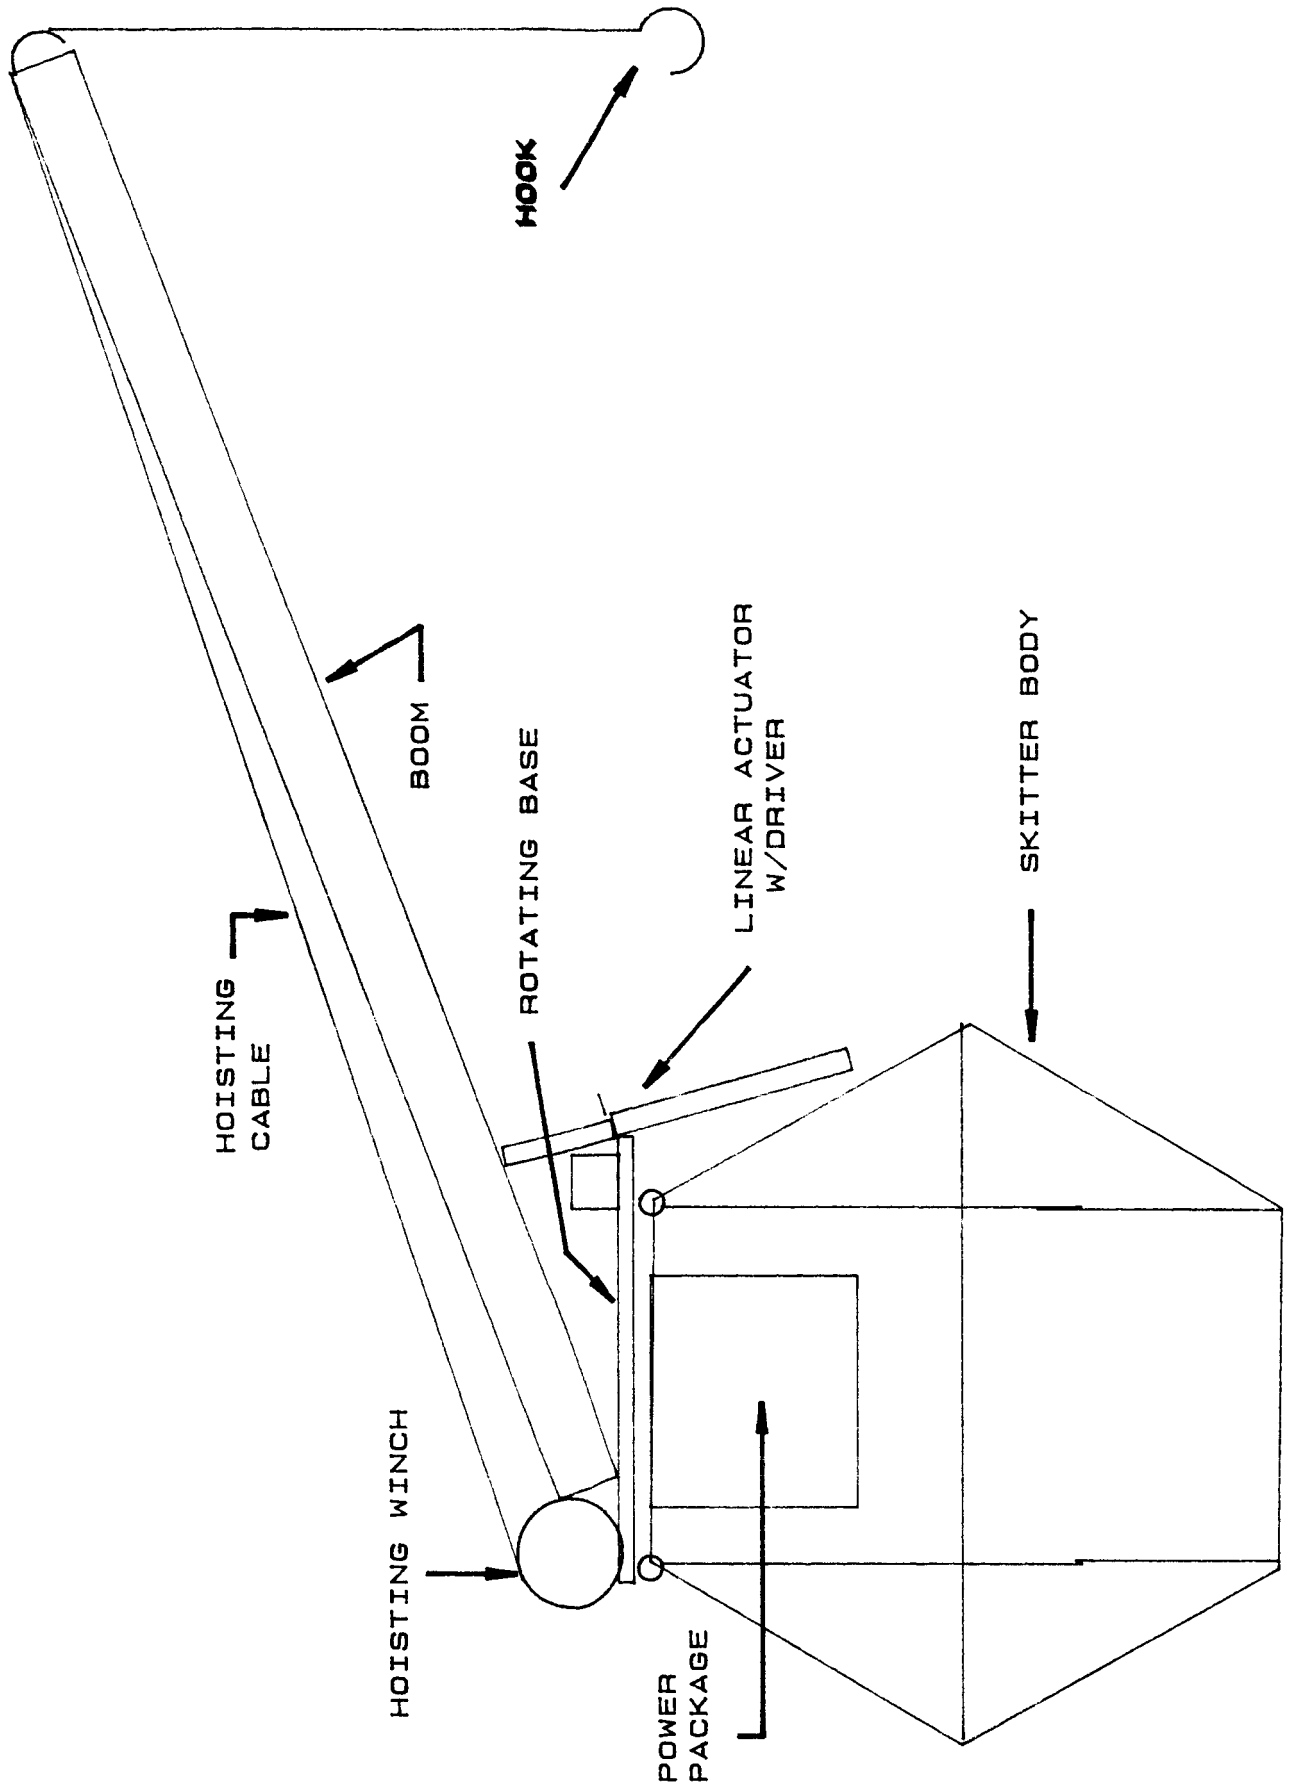 HOOK
HOISTING
CABLE
BOOM
HOISTING WINCH
ROTATING BASE
LINEAR ACTUATOR
W/DRIVER
POWER
PACKAGE
SKITTER BODY